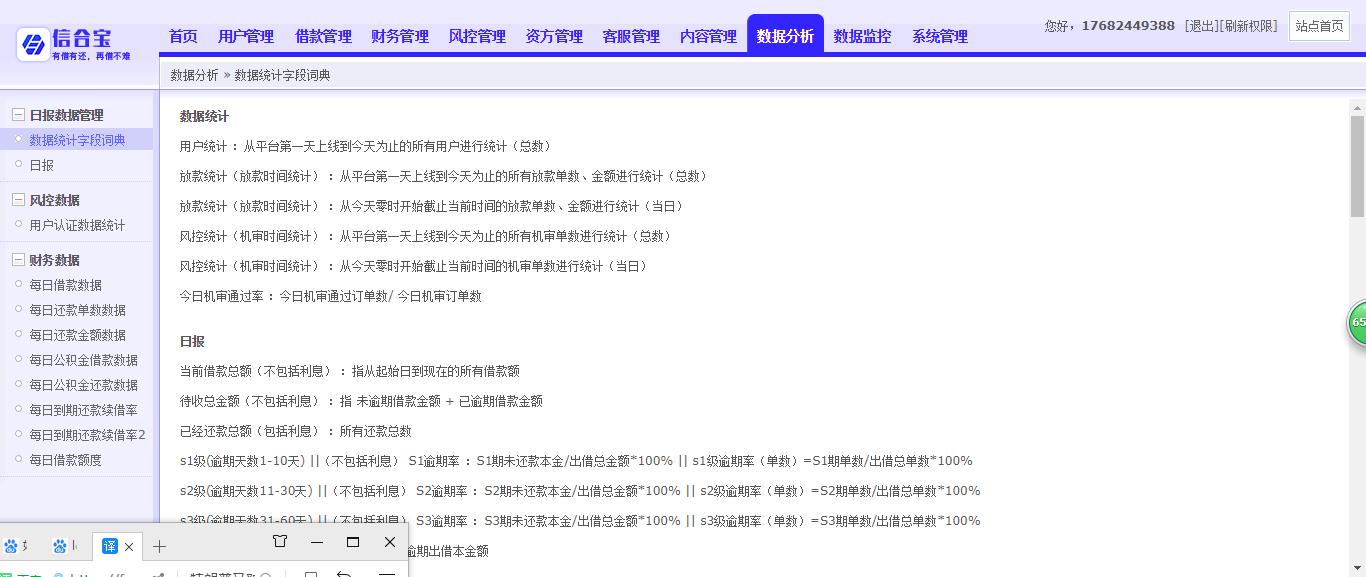 信合宝
有借有还，再借不难
首页 用户管理 借款管理 财务管理 风控管理 资方管理 客服管理 内容管理 数据分析 数据监控 系统管理
您好，17682449388 [退出][刷新权限] 站点首页
数据分析 » 数据统计字段词典
日报数据管理
数据统计字段词典
日报
风控数据
用户认证数据统计
财务数据
每日借款数据
每日还款单数数据
每日还款金额数据
每日公积金借款数据
每日公积金还款数据
每日到期还款续借率
每日到期还款续借率2
每日借款额度
数据统计
用户统计 ：从平台第一天上线到今天为止的所有用户进行统计（总数）
放款统计（放款时间统计）：从平台第一天上线到今天为止的所有放款单数、金额进行统计（总数）
放款统计（放款时间统计）：从今天零时开始截止当前时间的放款单数、金额进行统计（当日）
风控统计（机审时间统计）：从平台第一天上线到今天为止的所有机审单数进行统计（总数）
风控统计（机审时间统计）：从今天零时开始截止当前时间的机审单数进行统计（当日）
今日机审通过率 ：今日机审通过订单数/ 今日机审订单数
日报
当前借款总额（不包括利息）：指从起始日到现在的所有借款额
待收总金额（不包括利息）：指 未逾期借款金额 + 已逾期借款金额
已经还款总额（包括利息）：所有还款总数
s1级(逾期天数1-10天) ||（不包括利息） S1逾期率 ：S1期未还款本金/出借总金额*100% || s1级逾期率（单数）=S1期单数/出借总单数*100%
s2级(逾期天数11-30天) ||（不包括利息） S2逾期率 ：S2期未还款本金/出借总金额*100% || s2级逾期率（单数）=S2期单数/出借总单数*100%
s3级(逾期天数31-60天) ||（不包括利息） S3逾期率 ：S3期未还款本金/出借总金额*100% || s3级逾期率（单数）=S3期单数/出借总单数*100%
逾期出借本金额
65
译